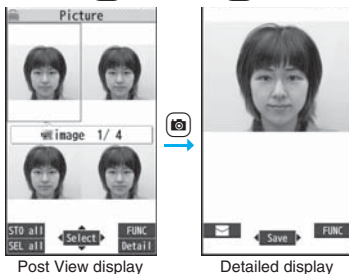 Picture
image 1/ 4
STO all
FUNC
Select
SEL all
Detail
Post View display
Save
FUNC
Detailed display